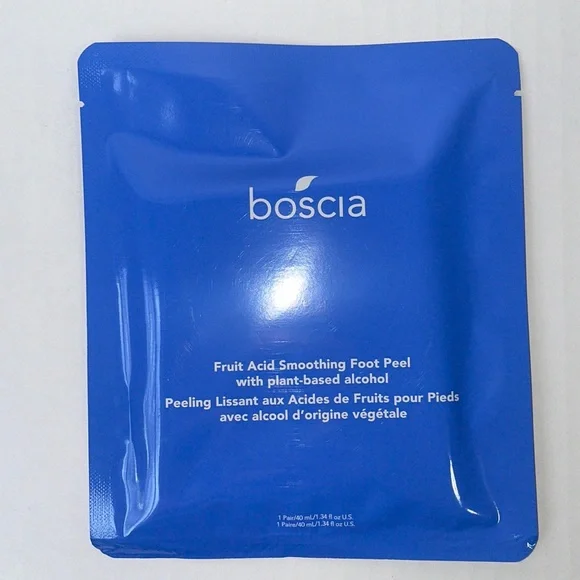 boscia
Fruit Acid Smoothing Foot Peel
with plant-based alcohol
Peeling Lissant aux Acides de Fruits pour Pieds
avec alcool d'origine végétale
1 Pair/40 mL/1.34 fl oz U.S.
1 Paire/40 mL/1.34 fl oz U.S.